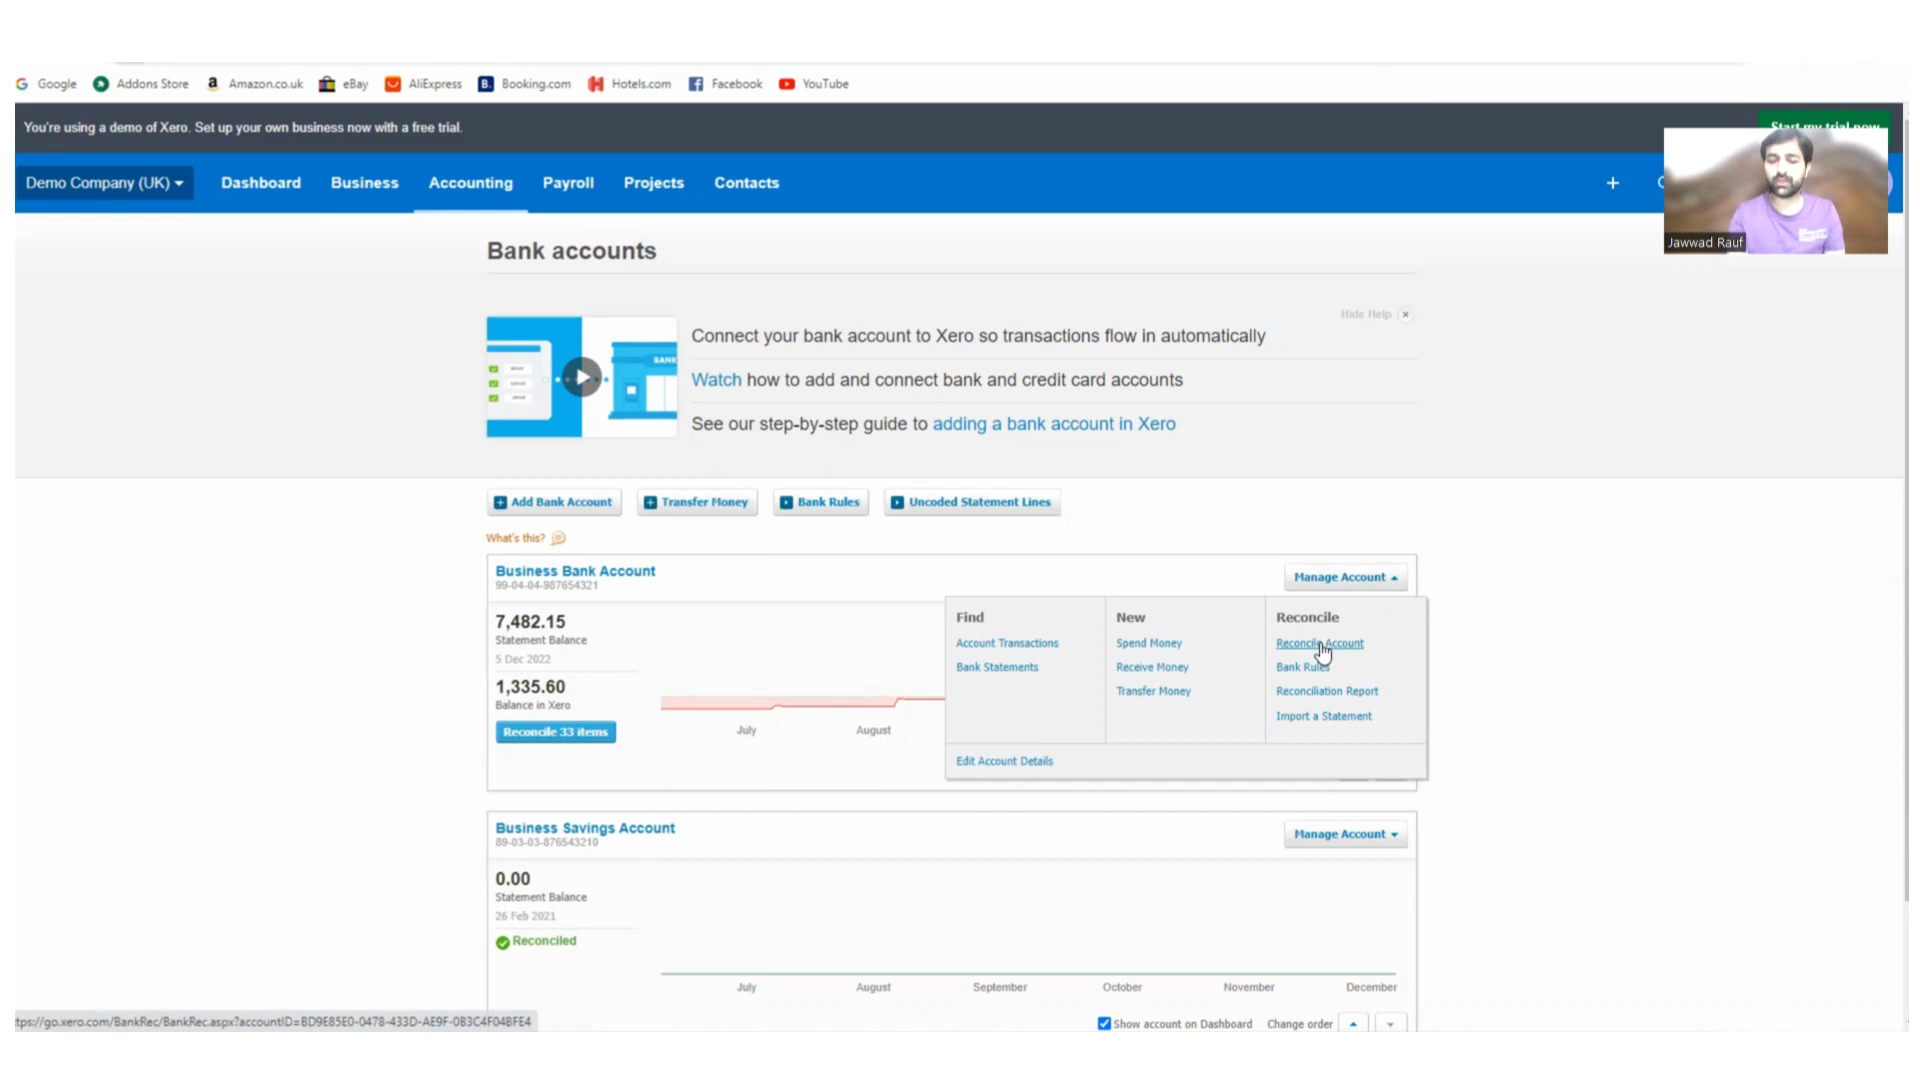 Google Addons Store Amazon.co.uk eBay AliExpress Booking.com Hotels.com Facebook YouTube
You're using a demo of Xero. Set up your own business now with a free trial.
Start my trial now
Demo Company (UK) Dashboard Business Accounting Payroll Projects Contacts
Jawwad Rauf
Bank accounts
Hide Help
BANK
Connect your bank account to Xero so transactions flow in automatically
Watch how to add and connect bank and credit card accounts
See our step-by-step guide to adding a bank account in Xero
Add Bank Account Transfer Money Bank Rules Uncoded Statement Lines
What's this?
Business Bank Account
99-04-04-987654321
Manage Account
7,482.15
Statement Balance
5 Dec 2022
1,335.60
Balance in Xero
Reconcile 33 items
July August
Find
Account Transactions
Bank Statements
New
Spend Money
Receive Money
Transfer Money
Reconcile
Reconcile Account
Bank Rules
Reconciliation Report
Import a Statement
Edit Account Details
Business Savings Account
89-03-03-876543210
Manage Account
0.00
Statement Balance
26 Feb 2021
Reconciled
July August September October November December
Show account on Dashboard Change order
tps://go.xero.com/BankRec/BankRec.aspx?accountID=BD9E85E0-0478-433D-AE9F-0B3C4F04BFE4